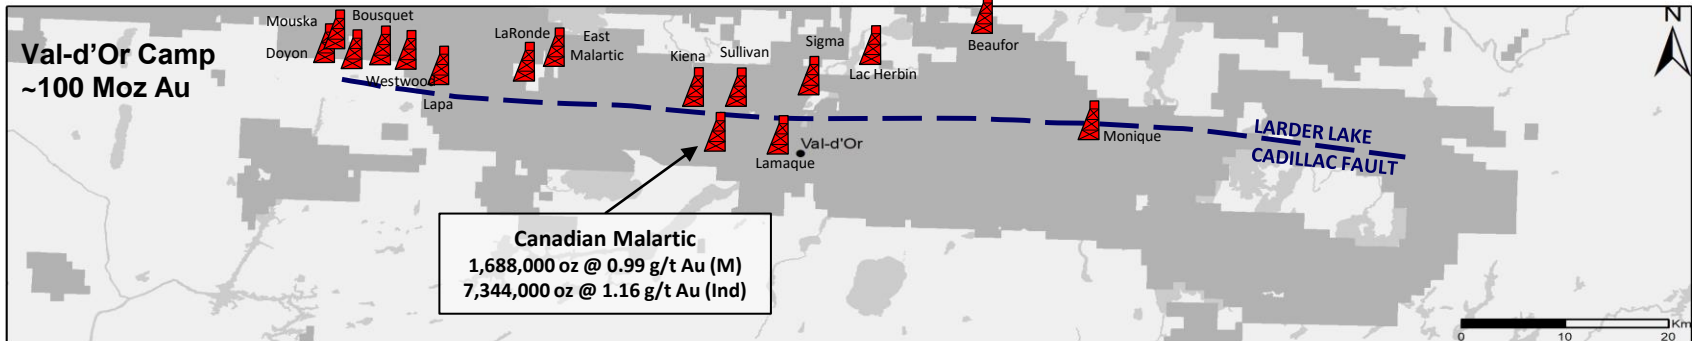 Val-d'Or Camp
~100 Moz Au
Mouska
Bousquet
Doyon
Westwood
Lapa
LaRonde
East
Malartic
Kiena
Sullivan
Sigma
Lac Herbin
Beaufor
N
Val-d'Or
Lamaque
Monique
LARDER LAKE
CADILLAC FAULT
Canadian Malartic
1,688,000 oz @ 0.99 g/t Au (M)
7,344,000 oz @ 1.16 g/t Au (Ind)
Km
0 10 20